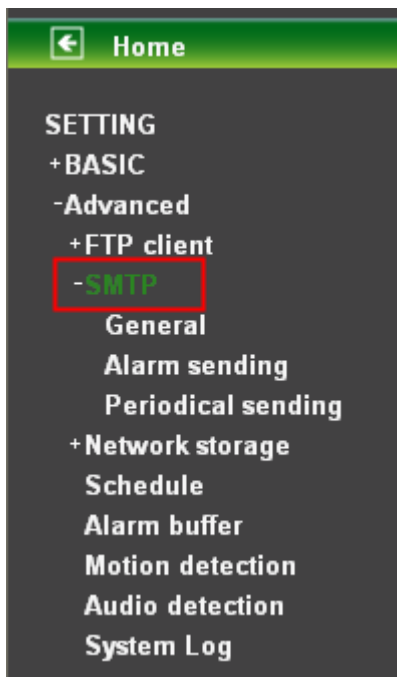 Home
SETTING
+BASIC
-Advanced
+FTP client
-SMTP
General
Alarm sending
Periodical sending
+Network storage
Schedule
Alarm buffer
Motion detection
Audio detection
System Log